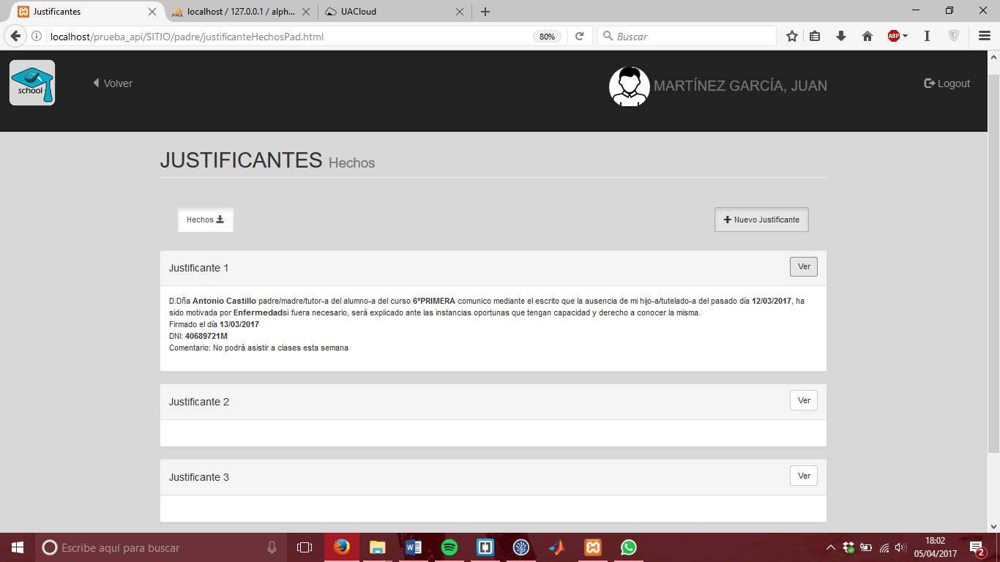 Justificantes
localhost / 127.0.0.1 / alph...
UACloud
localhost/prueba_api/SITIO/padre/justificanteHechosPad.html
80%
Buscar
ABP
school
Volver
MARTÍNEZ GARCÍA, JUAN
Logout
JUSTIFICANTES Hechos
Hechos
Nuevo Justificante
Justificante 1
Ver
D.Dña Antonio Castillo padre/madre/tutor-a del alumno-a del curso 6ºPRIMERA comunico mediante el escrito que la ausencia de mi hijo-a/tutelado-a del pasado día 12/03/2017, ha
sido motivada por Enfermedadsi fuera necesario, será explicado ante las instancias oportunas que tengan capacidad y derecho a conocer la misma.
Firmado el día 13/03/2017
DNI: 40689721M
Comentario: No podrá asistir a clases esta semana
Justificante 2
Ver
Justificante 3
Ver
Escribe aquí para buscar
18:02
05/04/2017
2